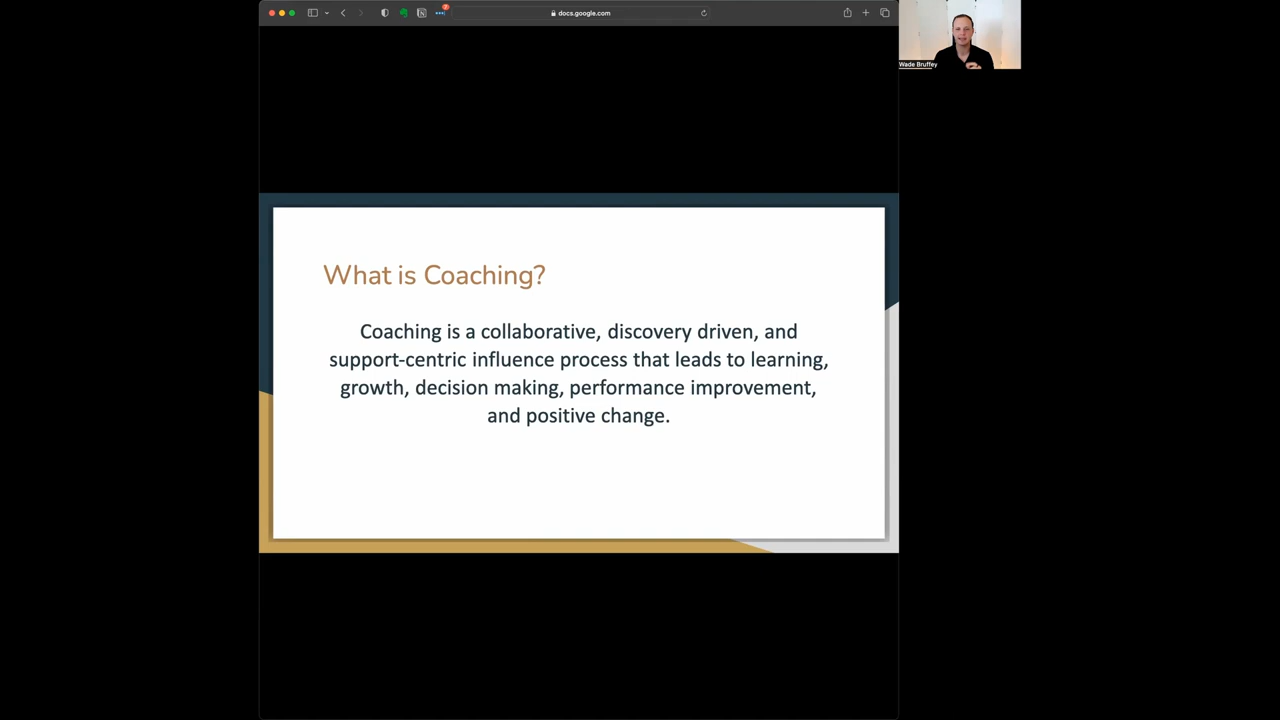 docs.google.com
2
Wade Bruffey
What is Coaching?
Coaching is a collaborative, discovery driven, and
support-centric influence process that leads to learning,
growth, decision making, performance improvement,
and positive change.